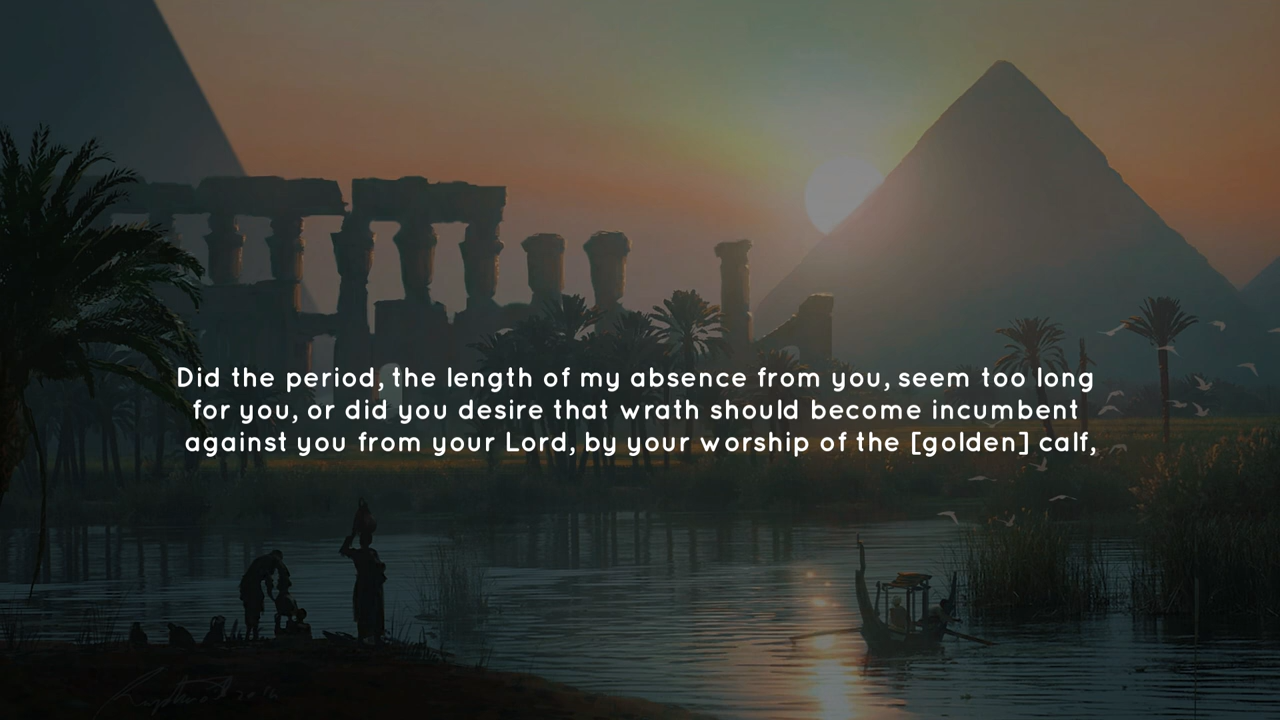 Did the period, the length of my absence from you, seem too long
for you, or did you desire that wrath should become incumbent
against you from your Lord, by your worship of the [golden] calf,